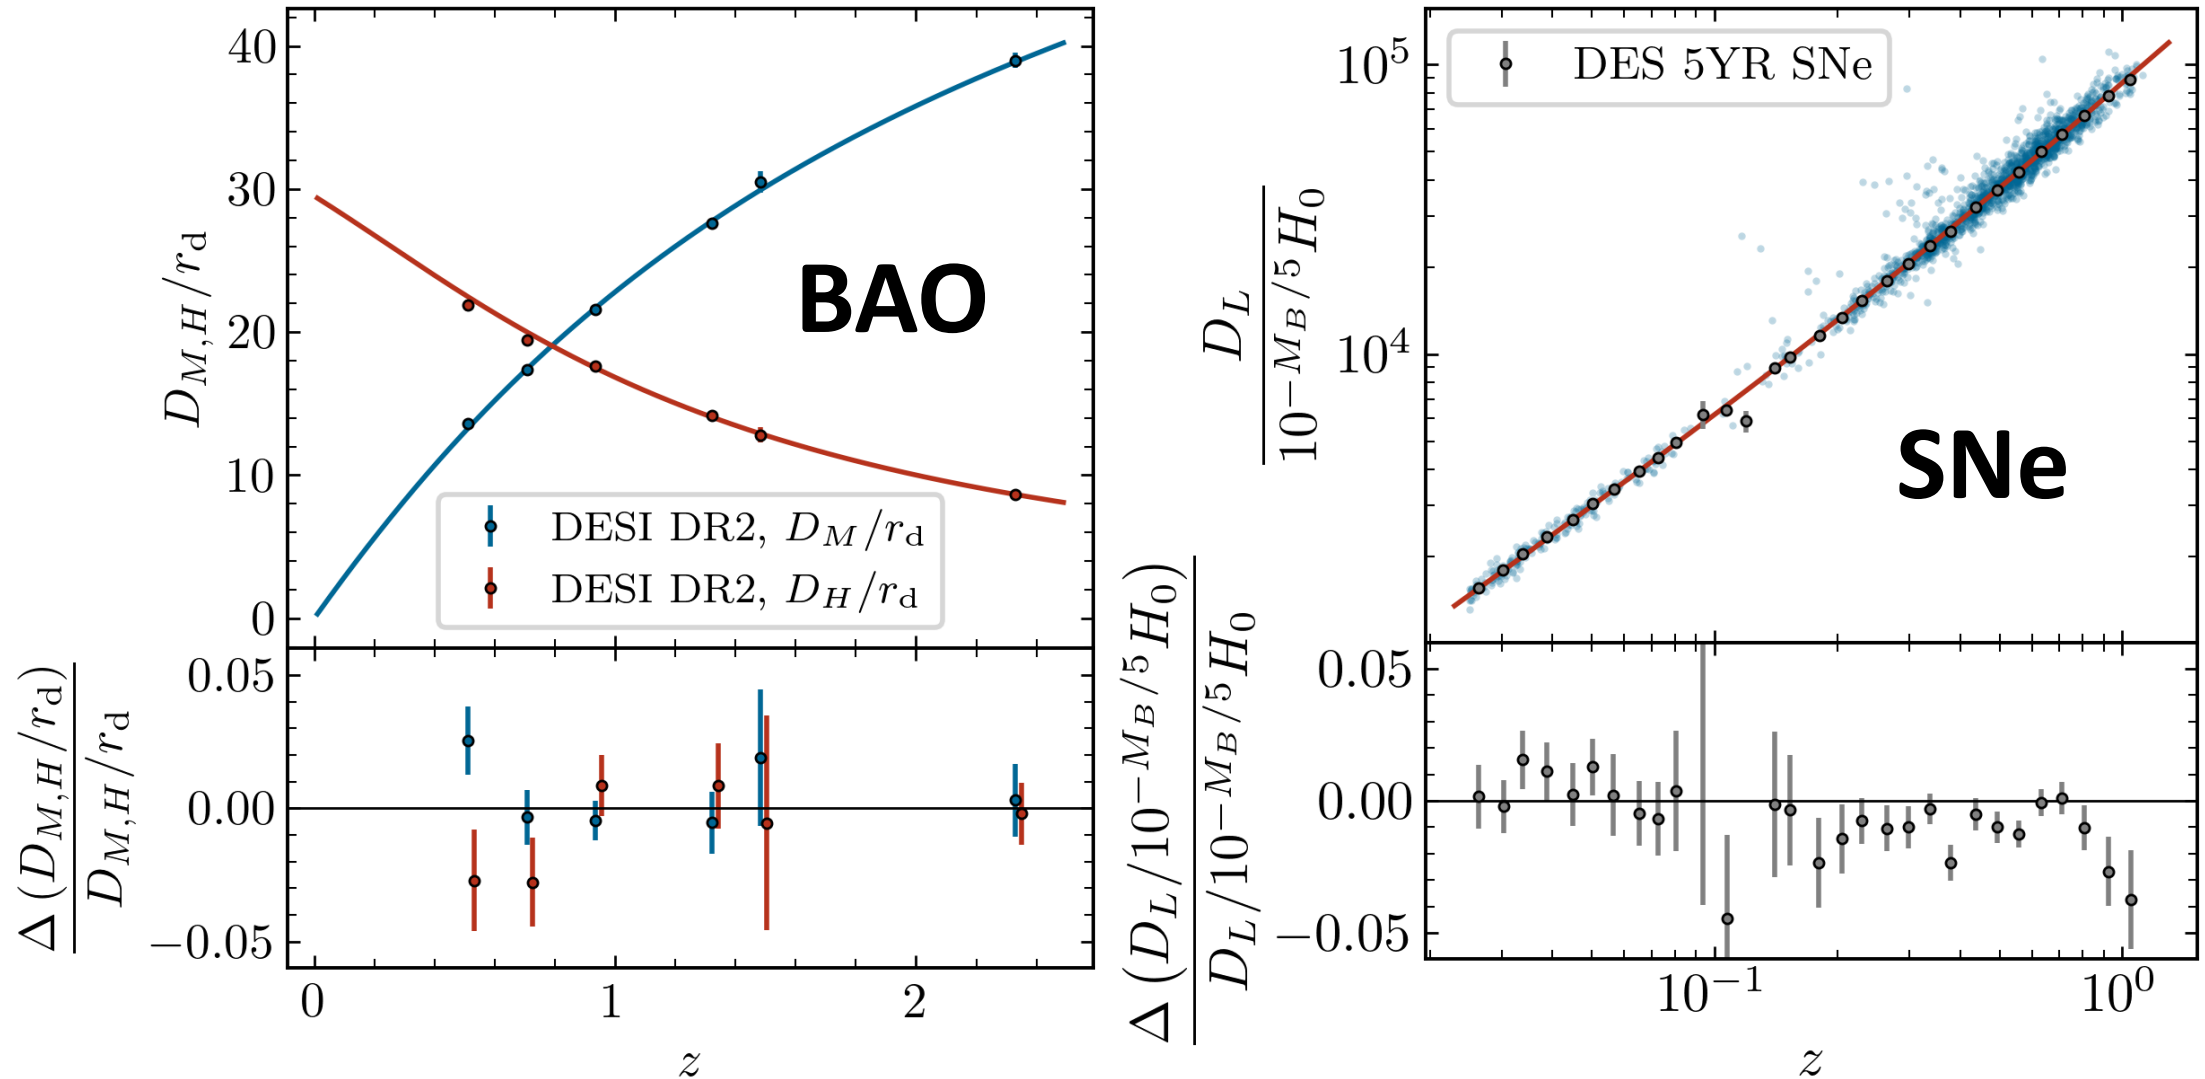 40
30
20
10
0
D_{M,H}/r_d
BAO
DESI DR2, D_M/r_d
DESI DR2, D_H/r_d
0.05
0.00
−0.05
Δ(D_{M,H}/r_d)
D_{M,H}/r_d
0 1 2
z
10^5
10^4
D_L
10^{−M_B/5}H_0
DES 5YR SNe
SNe
0.05
0.00
−0.05
Δ(D_L/10^{−M_B/5}H_0)
D_L/10^{−M_B/5}H_0
10^{−1} 10^0
z